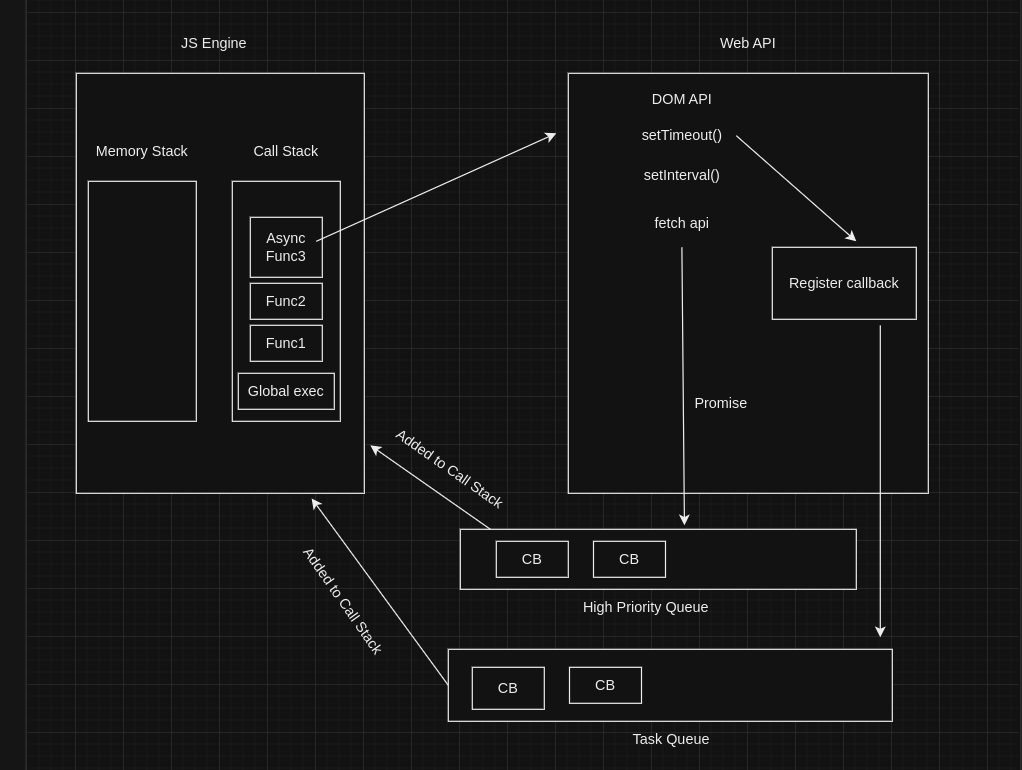 JS Engine
Web API
Memory Stack
Call Stack
Async
Func3
Func2
Func1
Global exec
DOM API
setTimeout()
setInterval()
fetch api
Register callback
Promise
Added to Call Stack
Added to Call Stack
CB
CB
High Priority Queue
CB
CB
Task Queue